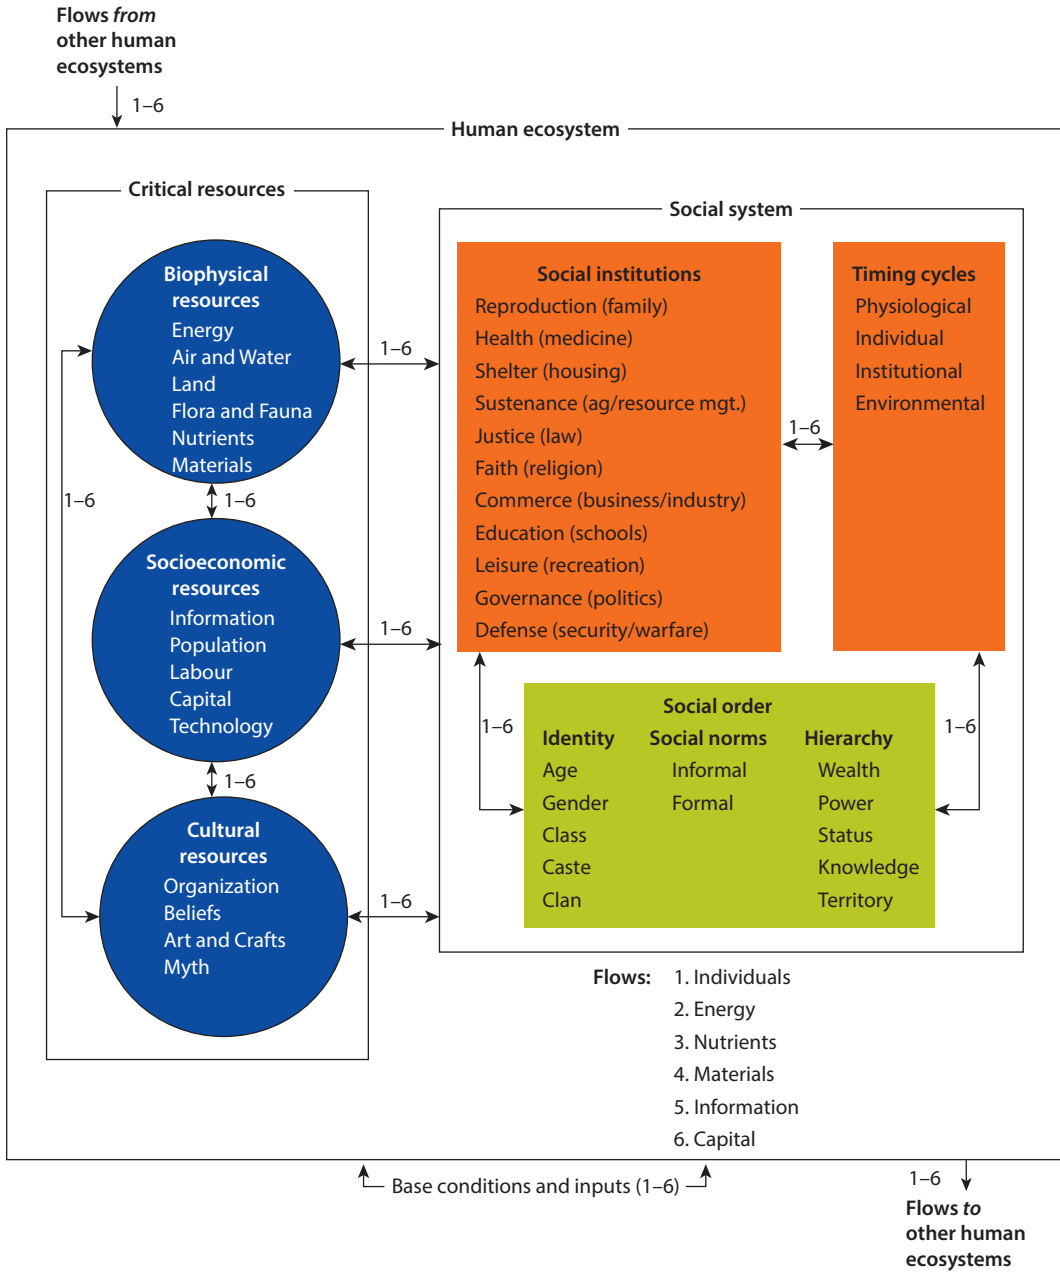 Flows from
other human
ecosystems
1–6
Human ecosystem
Critical resources
Biophysical
resources
Energy
Air and Water
Land
Flora and Fauna
Nutrients
Materials
1–6
1–6
Socioeconomic
resources
Information
Population
Labour
Capital
Technology
1–6
Cultural
resources
Organization
Beliefs
Art and Crafts
Myth
1–6
1–6
1–6
Social system
Social institutions
Reproduction (family)
Health (medicine)
Shelter (housing)
Sustenance (ag/resource mgt.)
Justice (law)
Faith (religion)
Commerce (business/industry)
Education (schools)
Leisure (recreation)
Governance (politics)
Defense (security/warfare)
1–6
Timing cycles
Physiological
Individual
Institutional
Environmental
1–6
1–6
Social order
Identity
Age
Gender
Class
Caste
Clan
Social norms
Informal
Formal
Hierarchy
Wealth
Power
Status
Knowledge
Territory
Flows: 1. Individuals
2. Energy
3. Nutrients
4. Materials
5. Information
6. Capital
Base conditions and inputs (1–6)
1–6
Flows to
other human
ecosystems